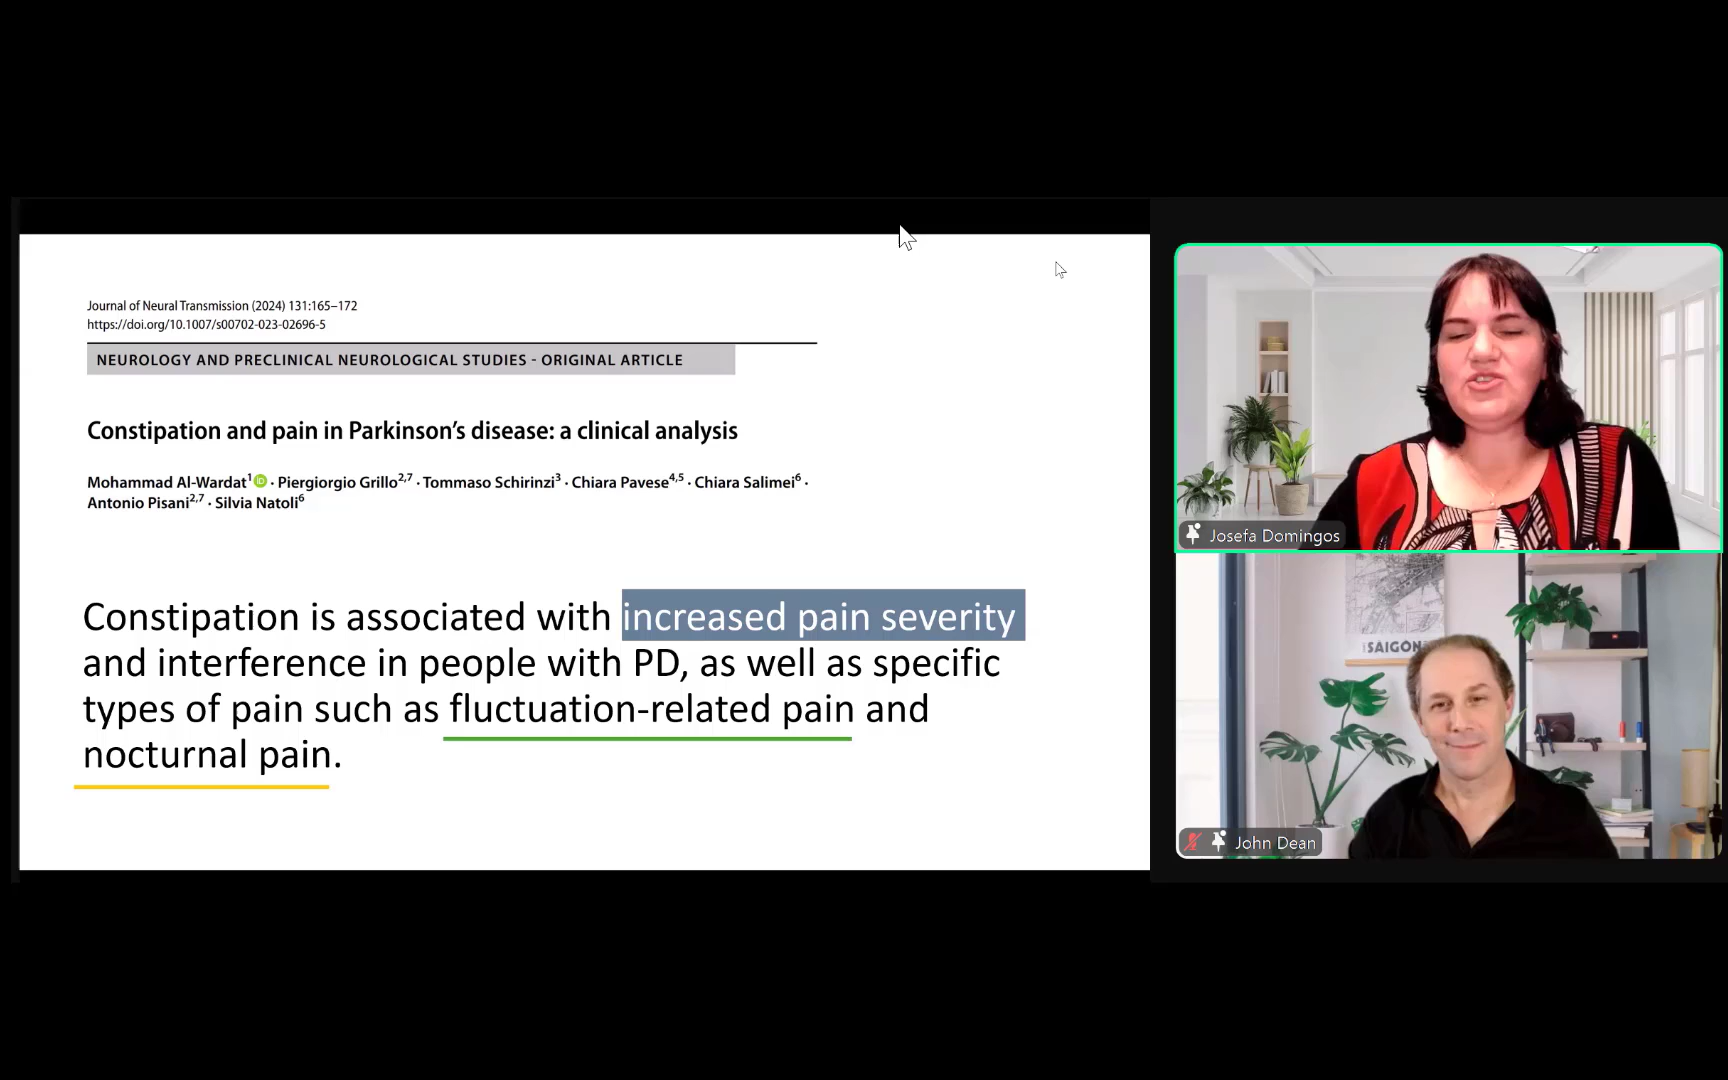 Journal of Neural Transmission (2024) 131:165–172
https://doi.org/10.1007/s00702-023-02696-5
NEUROLOGY AND PRECLINICAL NEUROLOGICAL STUDIES - ORIGINAL ARTICLE
Constipation and pain in Parkinson's disease: a clinical analysis
Mohammad Al-Wardat1 iD · Piergiorgio Grillo2,7 · Tommaso Schirinzi3 · Chiara Pavese4,5 · Chiara Salimei6 ·
Antonio Pisani2,7 · Silvia Natoli6
Constipation is associated with increased pain severity
and interference in people with PD, as well as specific
types of pain such as fluctuation-related pain and
nocturnal pain.
Josefa Domingos
SAIGON
John Dean